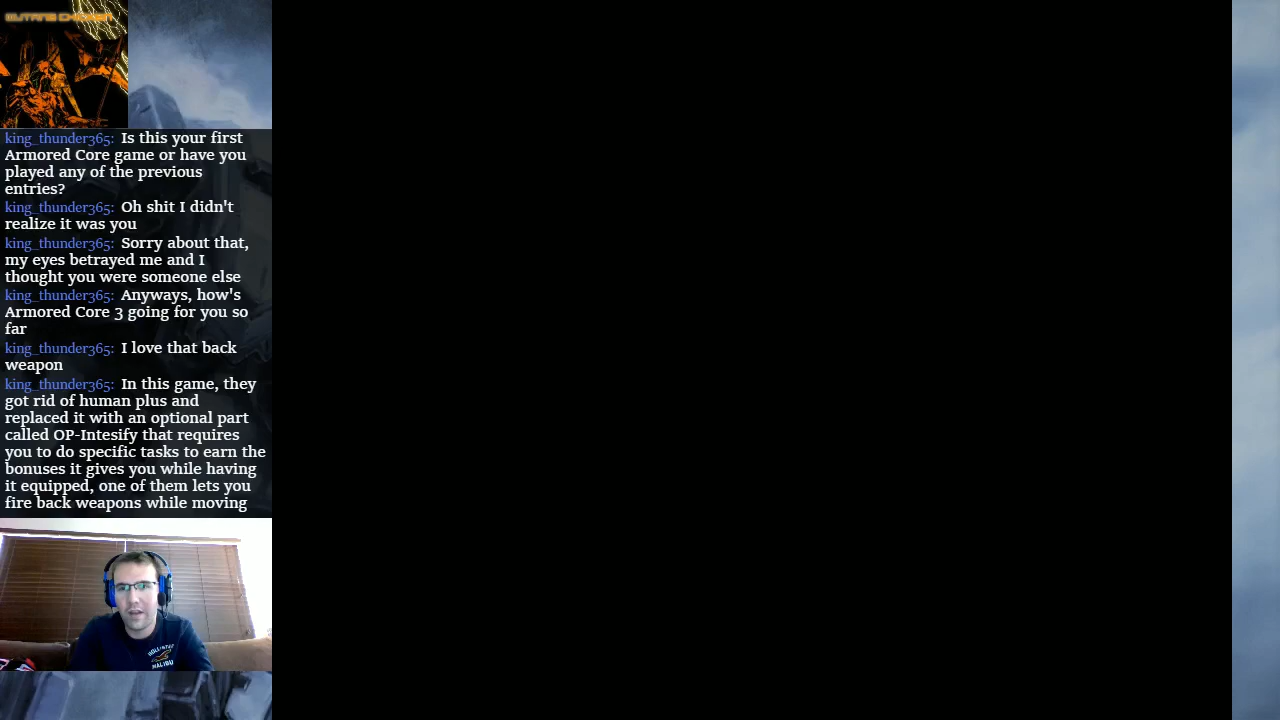 WUTANG CHICKEN
king_thunder365: Is this your first
Armored Core game or have you
played any of the previous
entries?
king_thunder365: Oh shit I didn't
realize it was you
king_thunder365: Sorry about that,
my eyes betrayed me and I
thought you were someone else
king_thunder365: Anyways, how's
Armored Core 3 going for you so
far
king_thunder365: I love that back
weapon
king_thunder365: In this game, they
got rid of human plus and
replaced it with an optional part
called OP-Intesify that requires
you to do specific tasks to earn the
bonuses it gives you while having
it equipped, one of them lets you
fire back weapons while moving
MALIBU